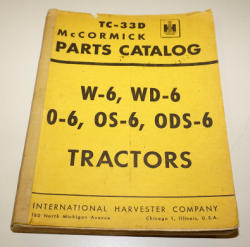 TC-33D
McCORMICK
IH
PARTS CATALOG
W-6, WD-6
O-6, OS-6, ODS-6
TRACTORS
INTERNATIONAL HARVESTER COMPANY
180 North Michigan Avenue Chicago 1, Illinois, U.S.A.